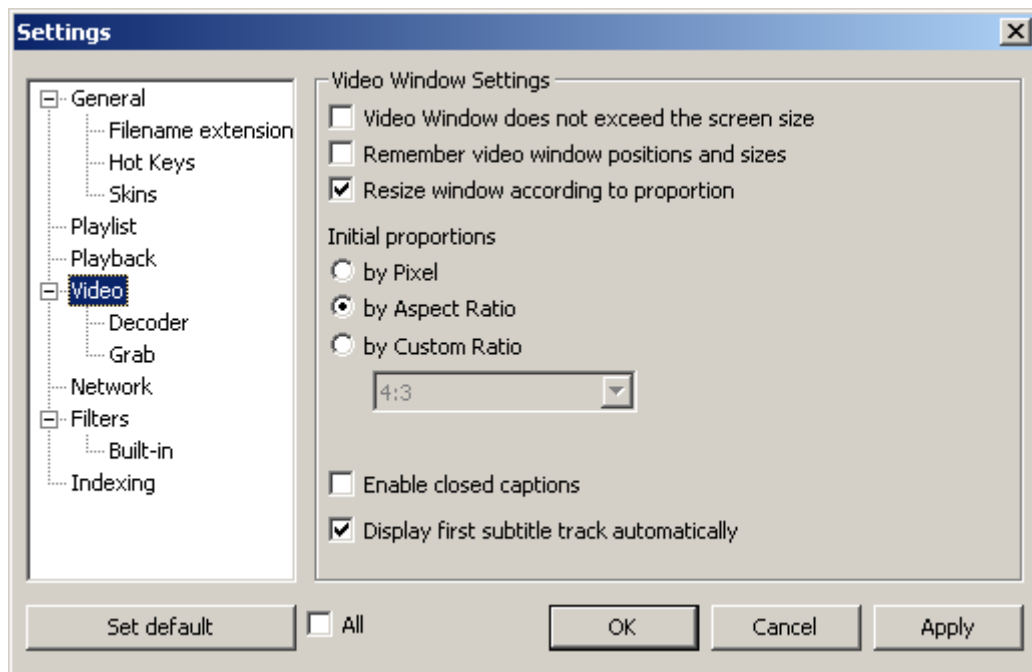 Settings
General
Filename extension
Hot Keys
Skins
Playlist
Playback
Video
Decoder
Grab
Network
Filters
Built-in
Indexing
Video Window Settings
Video Window does not exceed the screen size
Remember video window positions and sizes
Resize window according to proportion
Initial proportions
by Pixel
by Aspect Ratio
by Custom Ratio
4:3
Enable closed captions
Display first subtitle track automatically
Set default
All
OK
Cancel
Apply